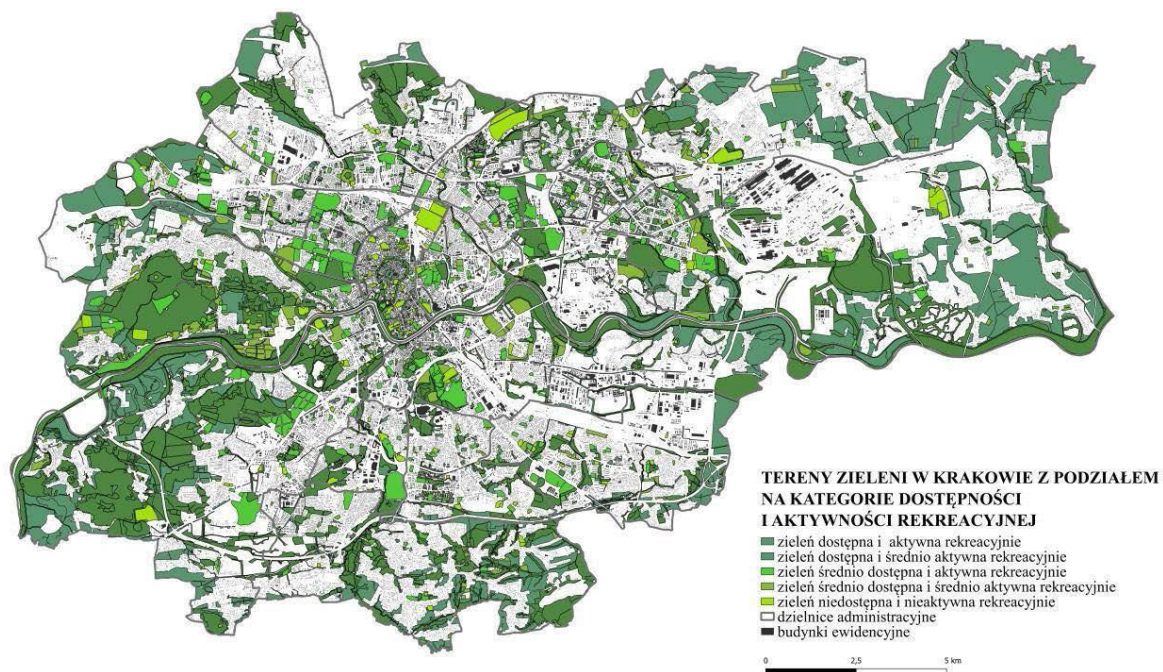 TERENY ZIELENI W KRAKOWIE Z PODZIAŁEM
NA KATEGORIE DOSTĘPNOŚCI
I AKTYWNOŚCI REKREACYJNEJ
zieleń dostępna i aktywna rekreacyjnie
zieleń dostępna i średnio aktywna rekreacyjnie
zieleń średnio dostępna i aktywna rekreacyjnie
zieleń średnio dostępna i średnio aktywna rekreacyjnie
zieleń niedostępna i nieaktywna rekreacyjnie
dzielnice administracyjne
budynki ewidencyjne
0 2,5 5 km